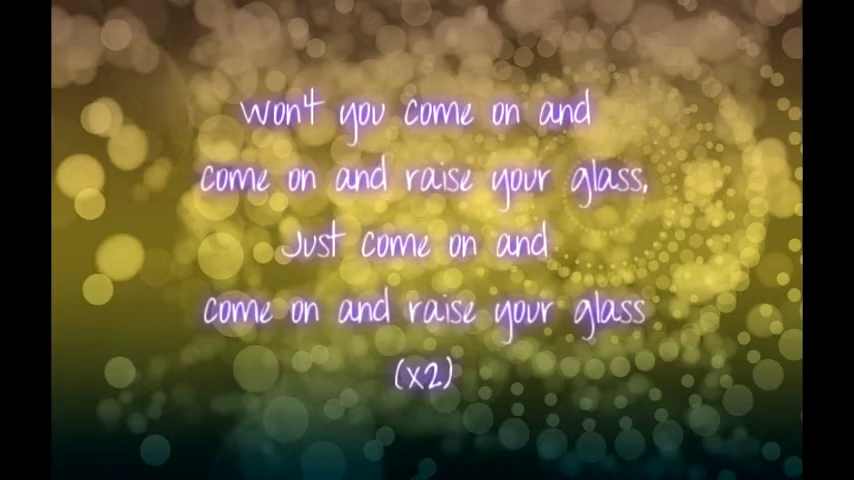 won't you come on and
come on and raise your glass,
Just come on and
come on and raise your glass
(x2)